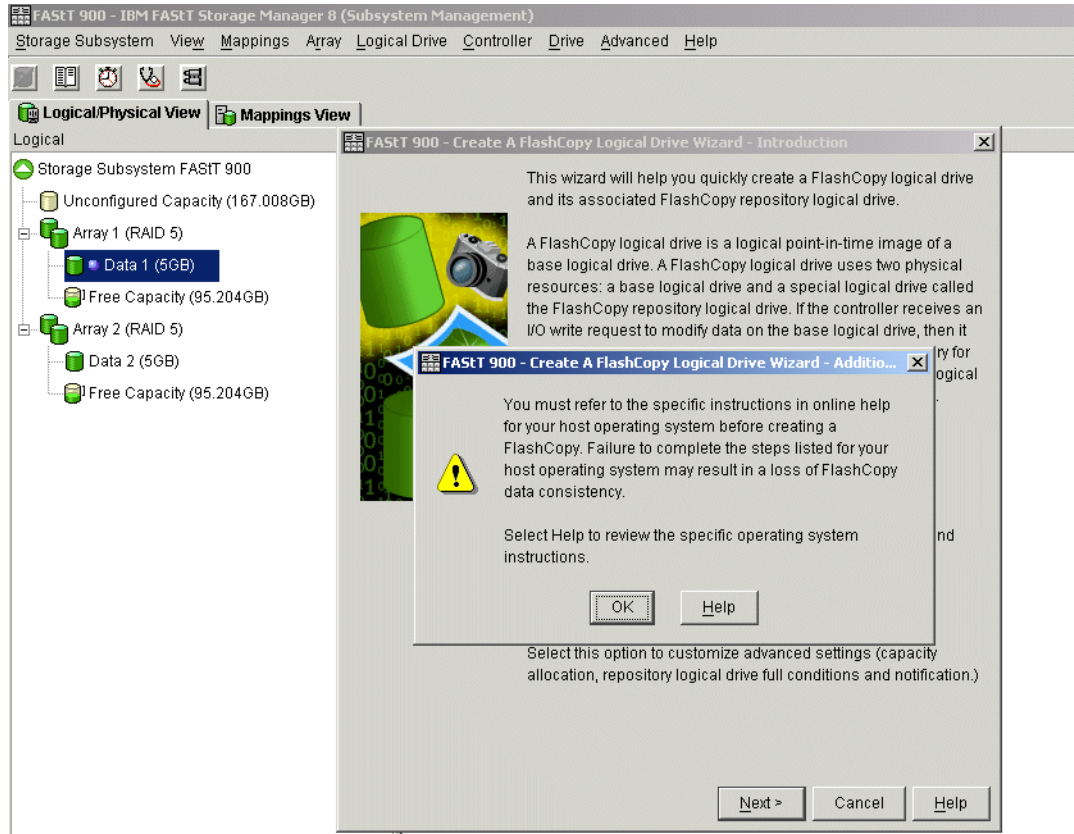 FAStT 900 - IBM FAStT Storage Manager 8 (Subsystem Management)
Storage Subsystem View Mappings Array Logical Drive Controller Drive Advanced Help
Logical/Physical View Mappings View
Logical
Storage Subsystem FAStT 900
Unconfigured Capacity (167.008GB)
Array 1 (RAID 5)
Data 1 (5GB)
Free Capacity (95.204GB)
Array 2 (RAID 5)
Data 2 (5GB)
Free Capacity (95.204GB)
FAStT 900 - Create A FlashCopy Logical Drive Wizard - Introduction
This wizard will help you quickly create a FlashCopy logical drive
and its associated FlashCopy repository logical drive.
A FlashCopy logical drive is a logical point-in-time image of a
base logical drive. A FlashCopy logical drive uses two physical
resources: a base logical drive and a special logical drive called
the FlashCopy repository logical drive. If the controller receives an
I/O write request to modify data on the base logical drive, then it
ry for
ogical
FAStT 900 - Create A FlashCopy Logical Drive Wizard - Additio...
You must refer to the specific instructions in online help
for your host operating system before creating a
FlashCopy. Failure to complete the steps listed for your
host operating system may result in a loss of FlashCopy
data consistency.
Select Help to review the specific operating system
instructions.
nd
OK Help
Select this option to customize advanced settings (capacity
allocation, repository logical drive full conditions and notification.)
Next > Cancel Help